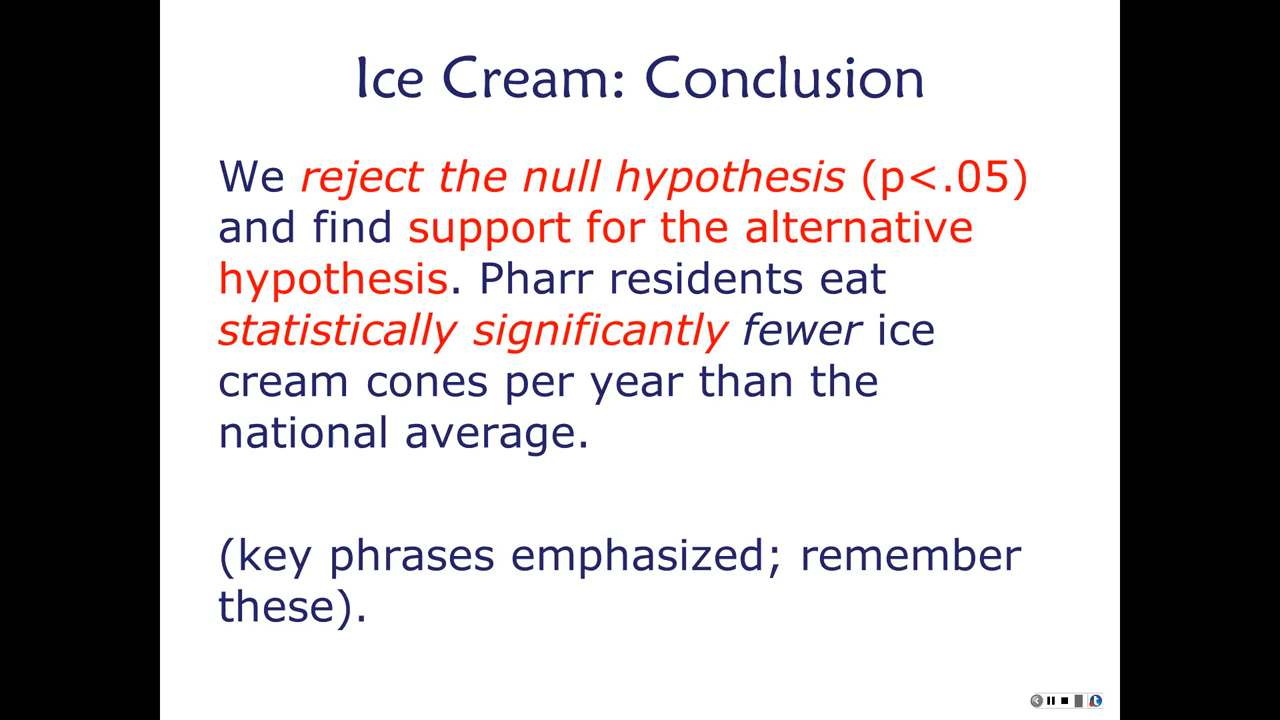 Ice Cream: Conclusion
We reject the null hypothesis (p<.05)
and find support for the alternative
hypothesis. Pharr residents eat
statistically significantly fewer ice
cream cones per year than the
national average.
(key phrases emphasized; remember
these).